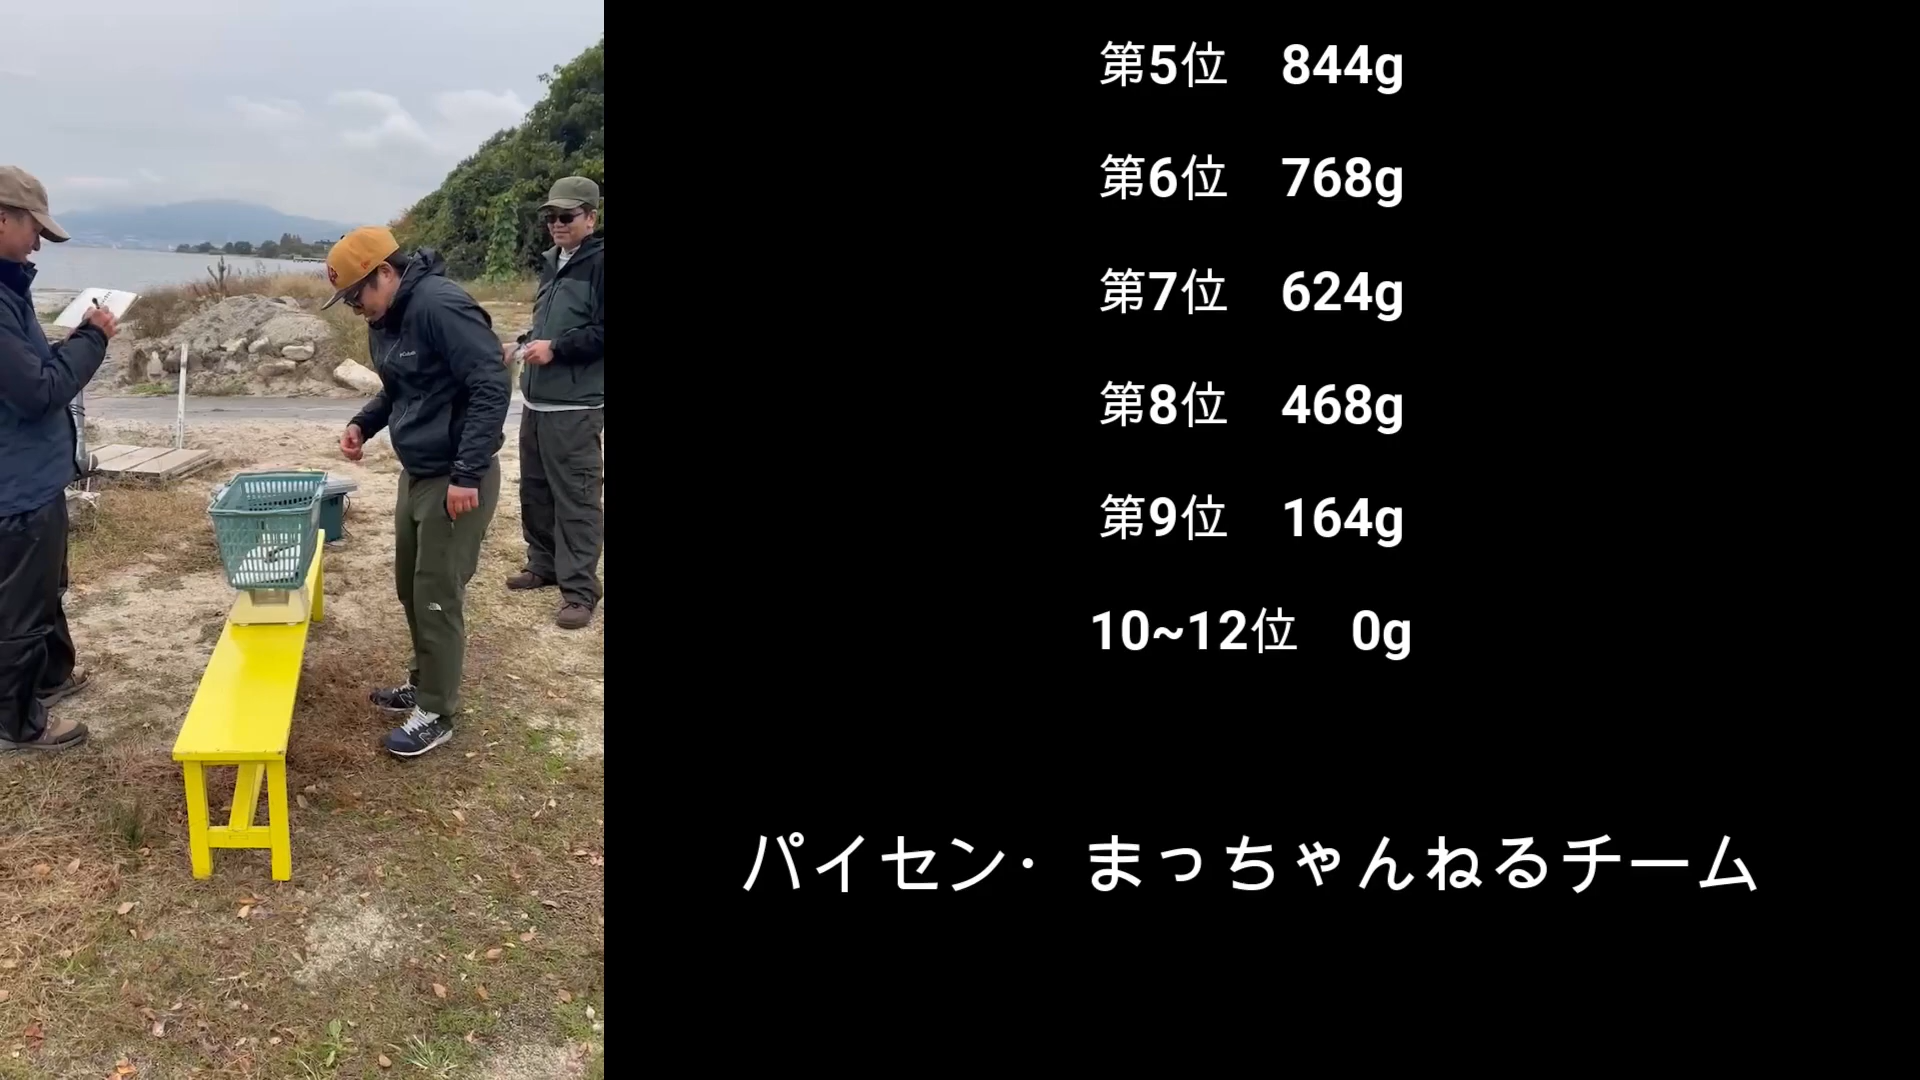 第5位 844g
第6位 768g
第7位 624g
第8位 468g
第9位 164g
10~12位 0g
パイセン・まっちゃんねるチーム